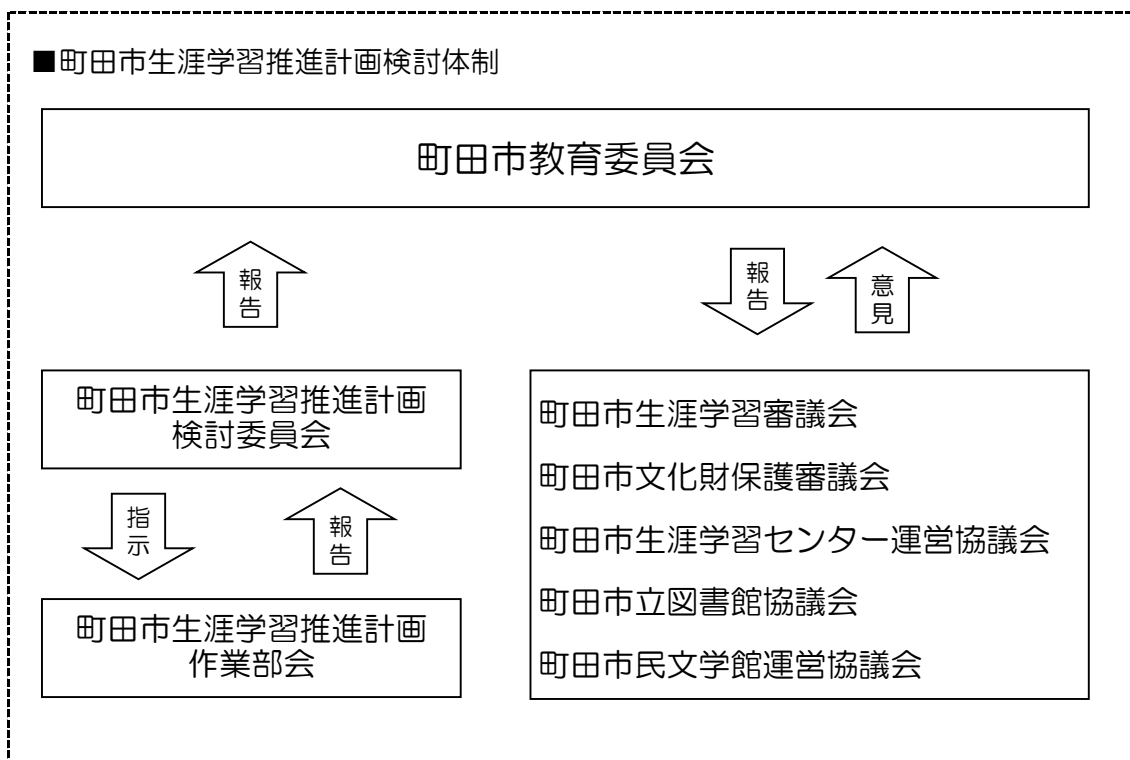 ■町田市生涯学習推進計画検討体制
町田市教育委員会
報告
報告
意見
町田市生涯学習推進計画
検討委員会
指示
報告
町田市生涯学習推進計画
作業部会
町田市生涯学習審議会
町田市文化財保護審議会
町田市生涯学習センター運営協議会
町田市立図書館協議会
町田市民文学館運営協議会